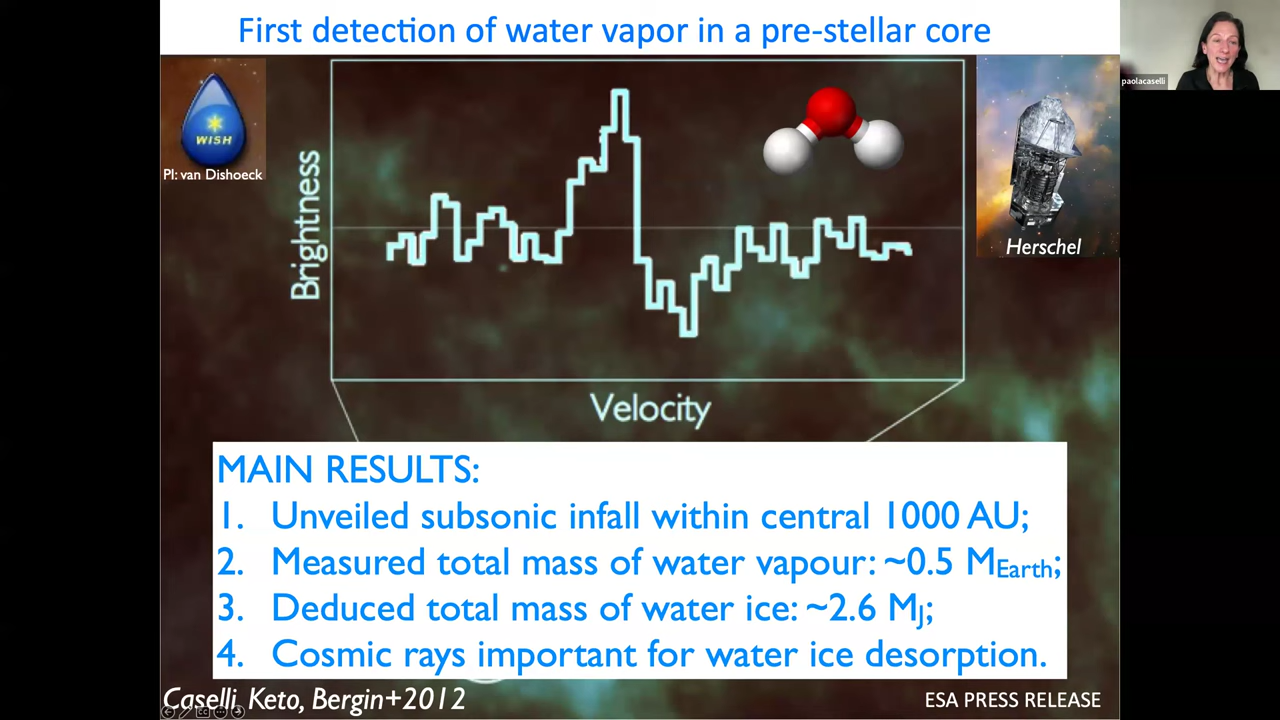 First detection of water vapor in a pre-stellar core
paolacaselli
WISH
PI: van Dishoeck
Brightness
Herschel
Velocity
MAIN RESULTS:
1. Unveiled subsonic infall within central 1000 AU;
2. Measured total mass of water vapour: ~0.5 MEarth;
3. Deduced total mass of water ice: ~2.6 MJ;
4. Cosmic rays important for water ice desorption.
Caselli, Keto, Bergin+2012
ESA PRESS RELEASE